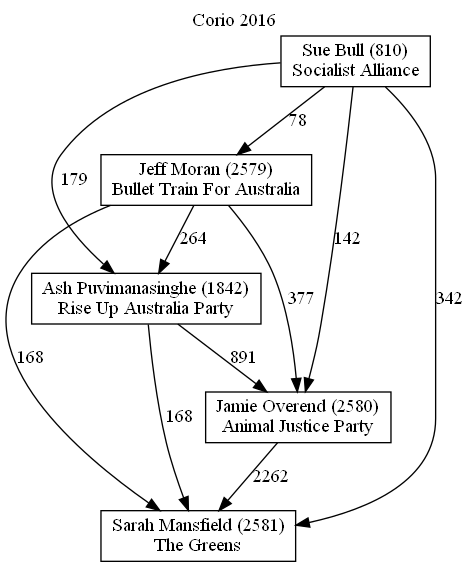 Corio 2016
Sue Bull (810)
Socialist Alliance
78
Jeff Moran (2579)
Bullet Train For Australia
179
264
142
Ash Puvimanasinghe (1842)
Rise Up Australia Party
377
342
168
891
Jamie Overend (2580)
Animal Justice Party
168
2262
Sarah Mansfield (2581)
The Greens